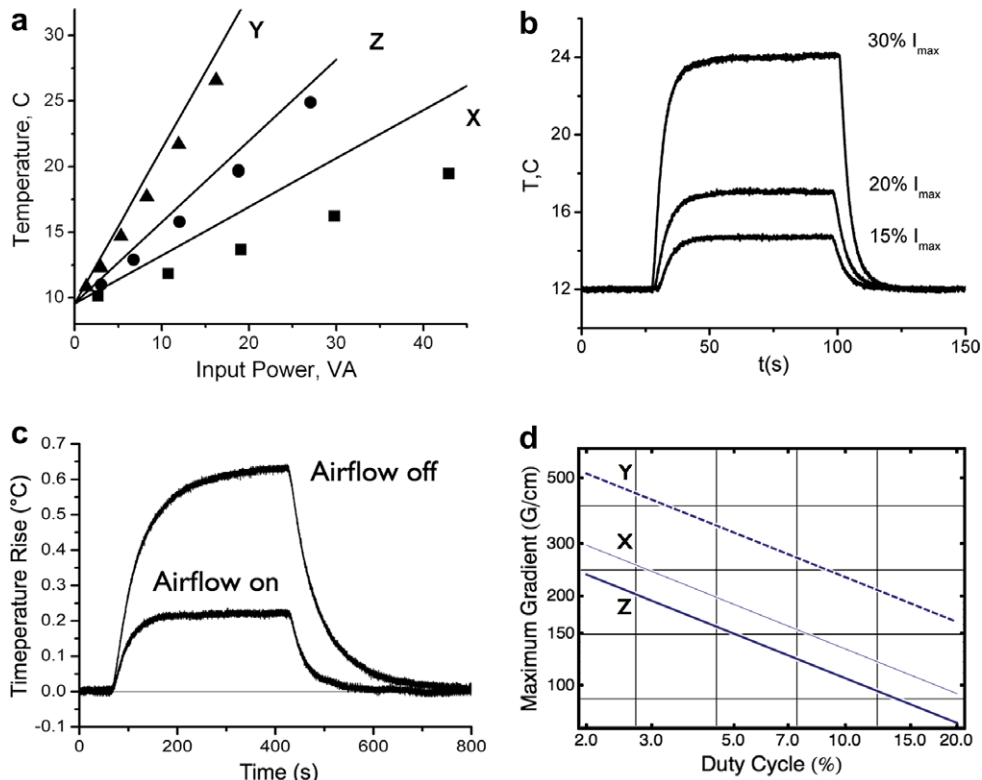 a
Temperature, C
30
25
20
15
10
0 10 20 30 40
Input Power, VA
Y
Z
X
b
T,C
24
20
16
12
0 50 100 150
t(s)
30% Imax
20% Imax
15% Imax
c
Timeperature Rise (°C)
0.7
0.6
0.5
0.4
0.3
0.2
0.1
0.0
-0.1
0 200 400 600 800
Time (s)
Airflow off
Airflow on
d
Maximum Gradient (G/cm)
500
300
200
150
100
2.0 3.0 5.0 7.0 10.0 15.0 20.0
Duty Cycle (%)
Y
X
Z